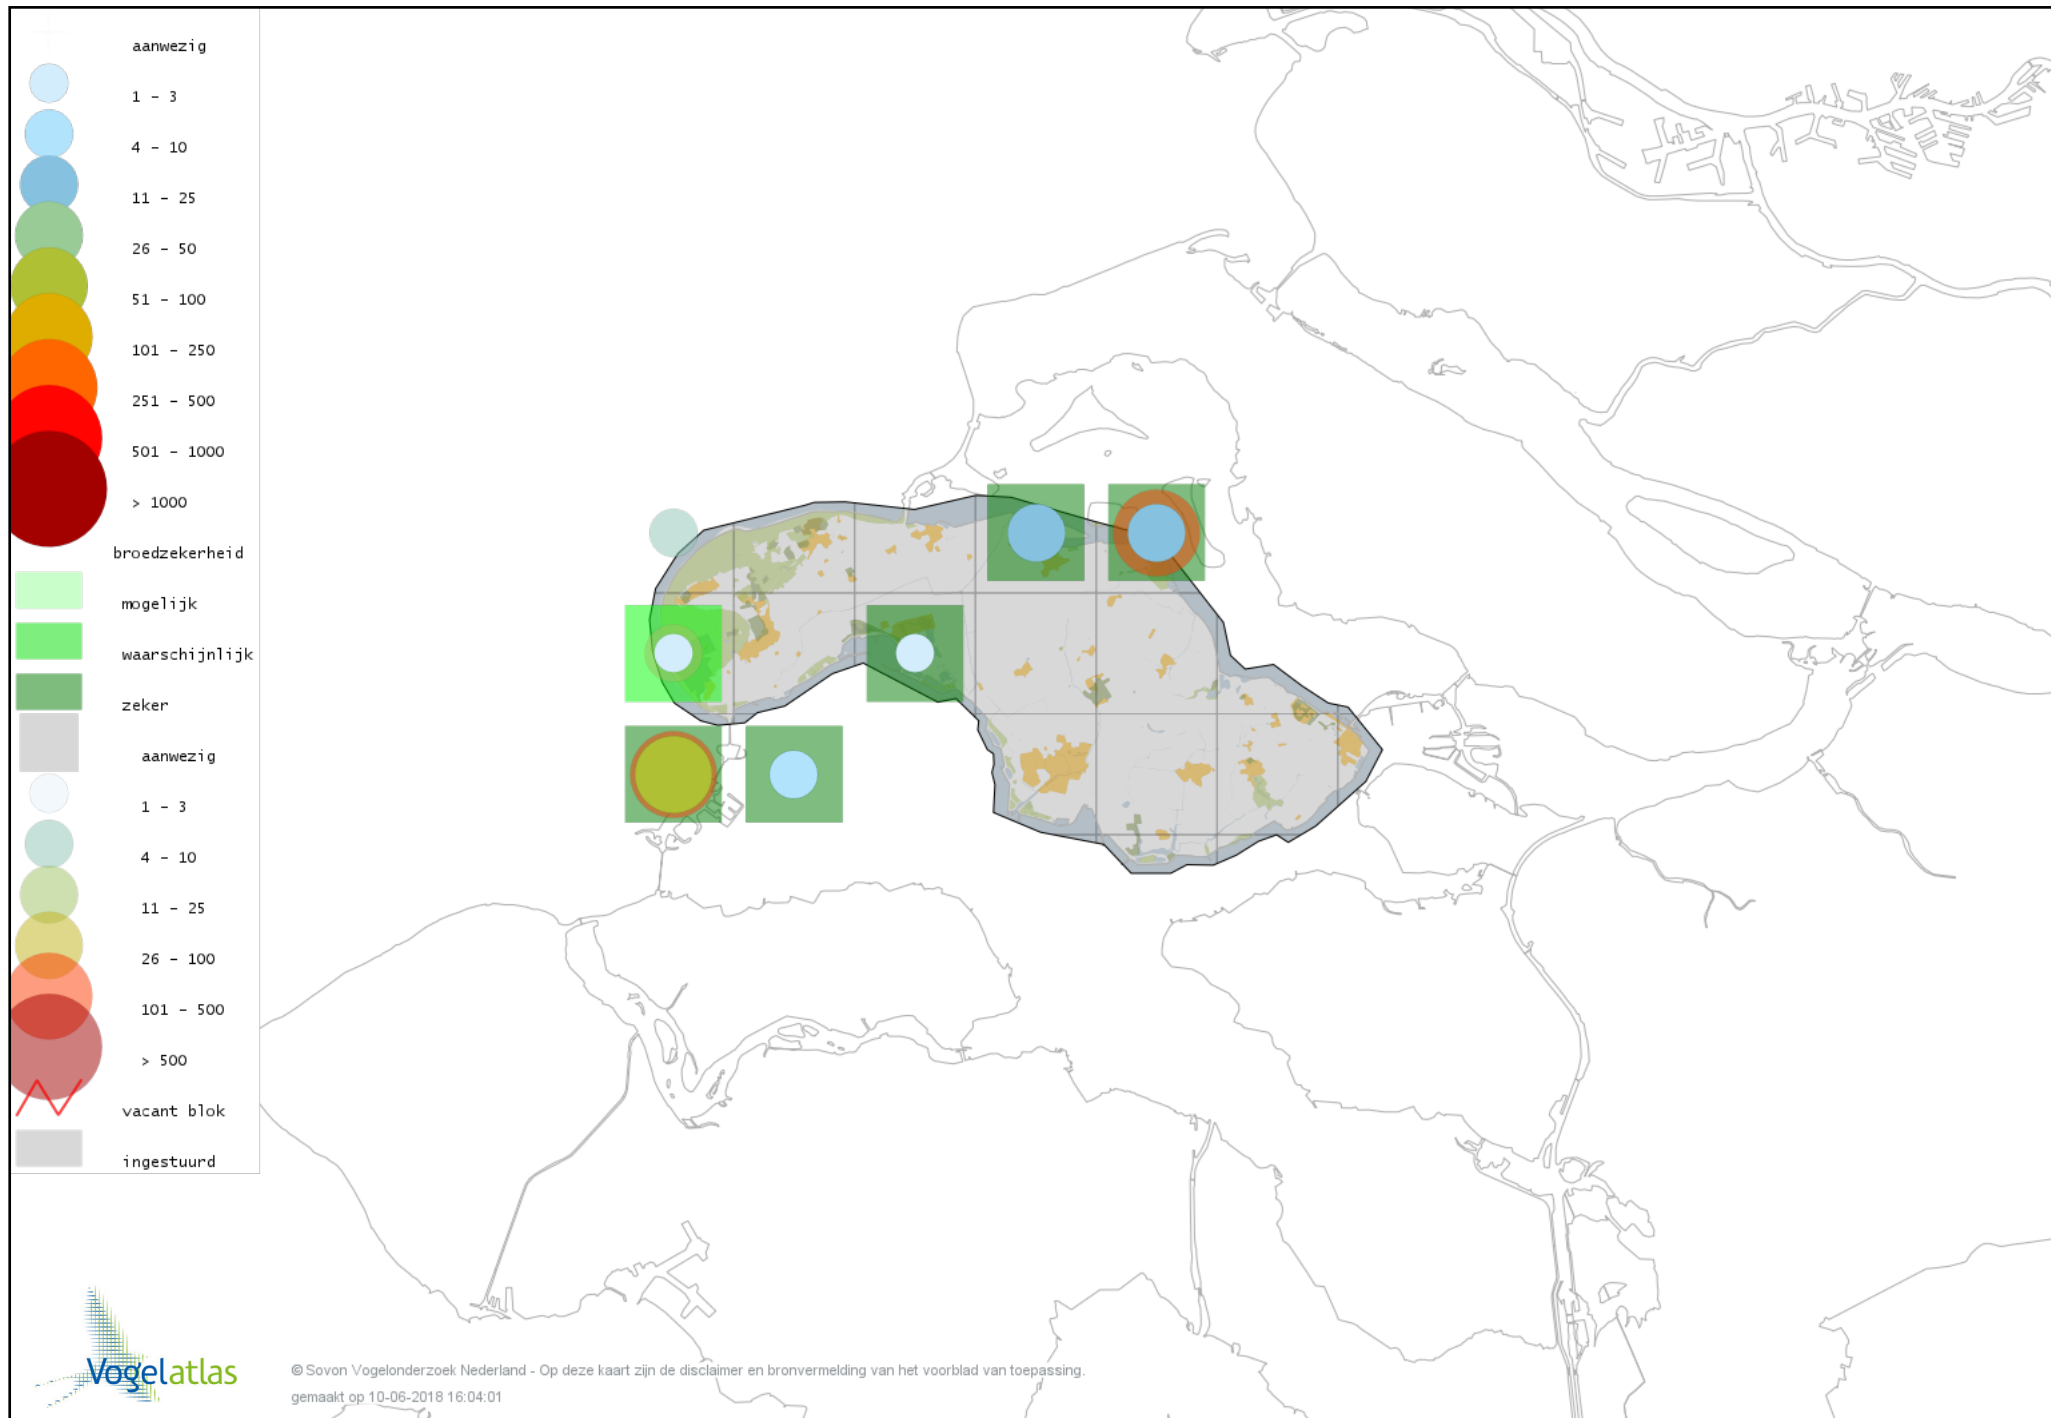 aanwezig
1 - 3
4 - 10
11 - 25
26 - 50
51 - 100
101 - 250
251 - 500
501 - 1000
> 1000
broedzekerheid
mogelijk
waarschijnlijk
zeker
aanwezig
1 - 3
4 - 10
11 - 25
26 - 100
101 - 500
> 500
vacant blok
ingestuurd
Vogelatlas
© Sovon Vogelonderzoek Nederland - Op deze kaart zijn de disclaimer en bronvermelding van het voorblad van toepassing.
gemaakt op 10-06-2018 16:04:01